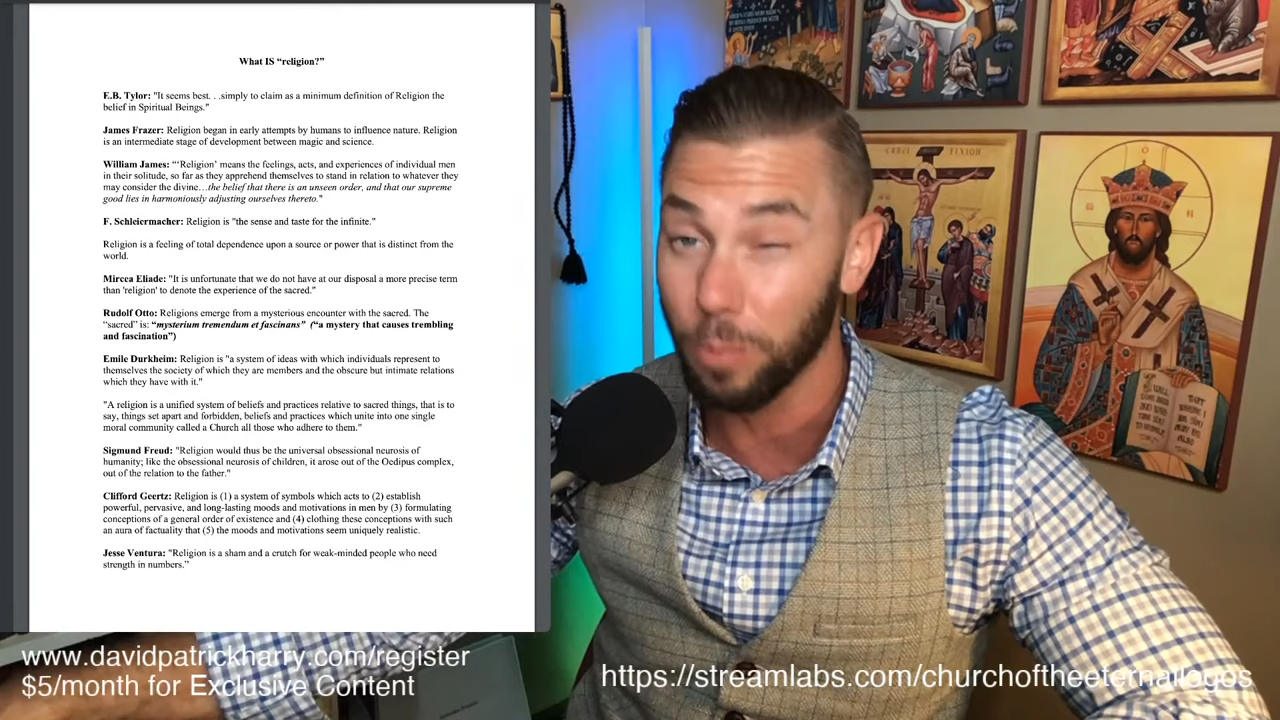 What IS “religion?”
E.B. Tylor: "It seems best. . .simply to claim as a minimum definition of Religion the
belief in Spiritual Beings."
James Frazer: Religion began in early attempts by humans to influence nature. Religion
is an intermediate stage of development between magic and science.
William James: “‘Religion’ means the feelings, acts, and experiences of individual men
in their solitude, so far as they apprehend themselves to stand in relation to whatever they
may consider the divine…the belief that there is an unseen order, and that our supreme
good lies in harmoniously adjusting ourselves thereto."
F. Schleiermacher: Religion is "the sense and taste for the infinite."
Religion is a feeling of total dependence upon a source or power that is distinct from the
world.
Mircea Eliade: "It is unfortunate that we do not have at our disposal a more precise term
than 'religion' to denote the experience of the sacred."
Rudolf Otto: Religions emerge from a mysterious encounter with the sacred. The
“sacred” is: “mysterium tremendum et fascinans” (“a mystery that causes trembling
and fascination”)
Emile Durkheim: Religion is "a system of ideas with which individuals represent to
themselves the society of which they are members and the obscure but intimate relations
which they have with it."
"A religion is a unified system of beliefs and practices relative to sacred things, that is to
say, things set apart and forbidden, beliefs and practices which unite into one single
moral community called a Church all those who adhere to them."
Sigmund Freud: "Religion would thus be the universal obsessional neurosis of
humanity; like the obsessional neurosis of children, it arose out of the Oedipus complex,
out of the relation to the father."
Clifford Geertz: Religion is (1) a system of symbols which acts to (2) establish
powerful, pervasive, and long-lasting moods and motivations in men by (3) formulating
conceptions of a general order of existence and (4) clothing these conceptions with such
an aura of factuality that (5) the moods and motivations seem uniquely realistic.
Jesse Ventura: "Religion is a sham and a crutch for weak-minded people who need
strength in numbers.”
www.davidpatrickharry.com/register
$5/month for Exclusive Content
https://streamlabs.com/churchoftheeternallogos